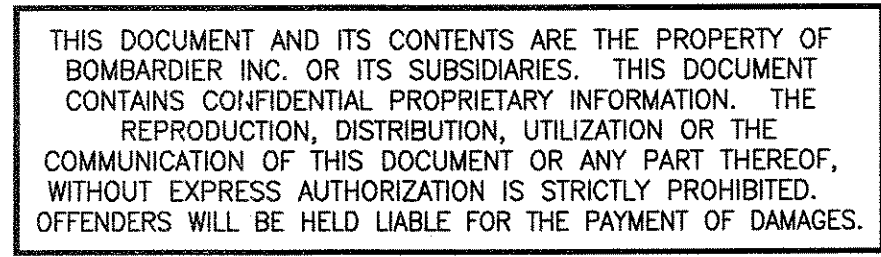 THIS DOCUMENT AND ITS CONTENTS ARE THE PROPERTY OF
BOMBARDIER INC. OR ITS SUBSIDIARIES. THIS DOCUMENT
CONTAINS CONFIDENTIAL PROPRIETARY INFORMATION. THE
REPRODUCTION, DISTRIBUTION, UTILIZATION OR THE
COMMUNICATION OF THIS DOCUMENT OR ANY PART THEREOF,
WITHOUT EXPRESS AUTHORIZATION IS STRICTLY PROHIBITED.
OFFENDERS WILL BE HELD LIABLE FOR THE PAYMENT OF DAMAGES.